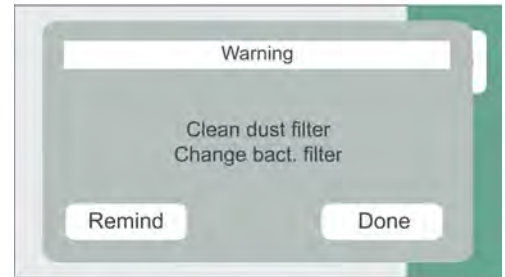 Warning
Clean dust filter
Change bact. filter
Remind
Done